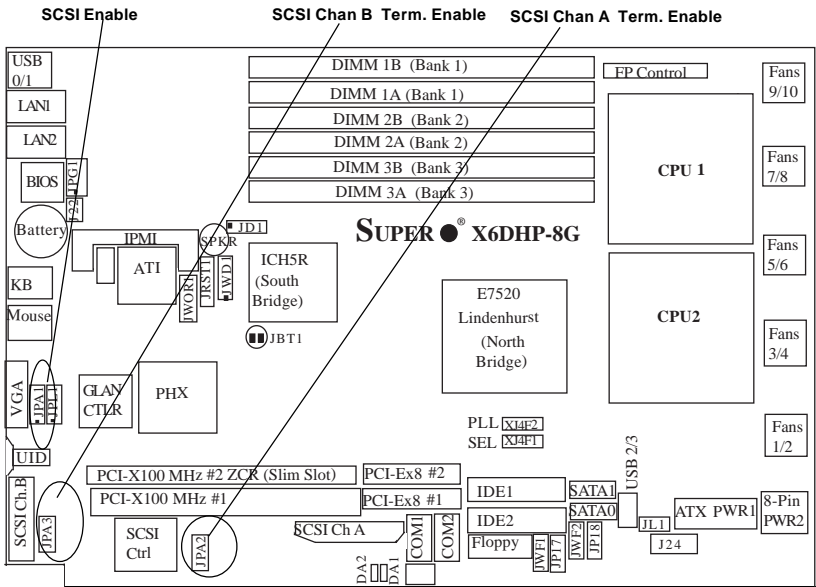 SCSI Enable
SCSI Chan B Term. Enable
SCSI Chan A Term. Enable
USB
0/1
DIMM 1B (Bank 1)
FP Control
Fans
9/10
LAN1
DIMM 1A (Bank 1)
DIMM 2B (Bank 2)
LAN2
DIMM 2A (Bank 2)
DIMM 3B (Bank 3)
DIMM 3A (Bank 3)
CPU 1
Fans
7/8
BIOS
JPG1
J22
Battery
IPMI
SPKR
JD1
SUPER ® X6DHP-8G
ATI
JWOR1
JRST1
JWD1
ICH5R
(South
Bridge)
Fans
5/6
KB
Mouse
E7520
Lindenhurst
(North
Bridge)
CPU2
JBT1
Fans
3/4
VGA
JPA1
JPL1
GLAN
CTLR
PHX
PLL XJ4F2
SEL XJ4F1
Fans
1/2
UID
PCI-X100 MHz #2 ZCR (Slim Slot)
PCI-Ex8 #2
USB 2/3
PCI-X100 MHz #1
PCI-Ex8 #1
IDE1
SATA1
SATA0
ATX PWR1
8-Pin
PWR2
SCSI Ch.B
JPA3
SCSI
Ctrl
JPA2
SCSI Ch A
COM1
COM2
IDE2
Floppy
JWF1
JP17
JWF2
JP18
JL1
J24
DA2
DA1